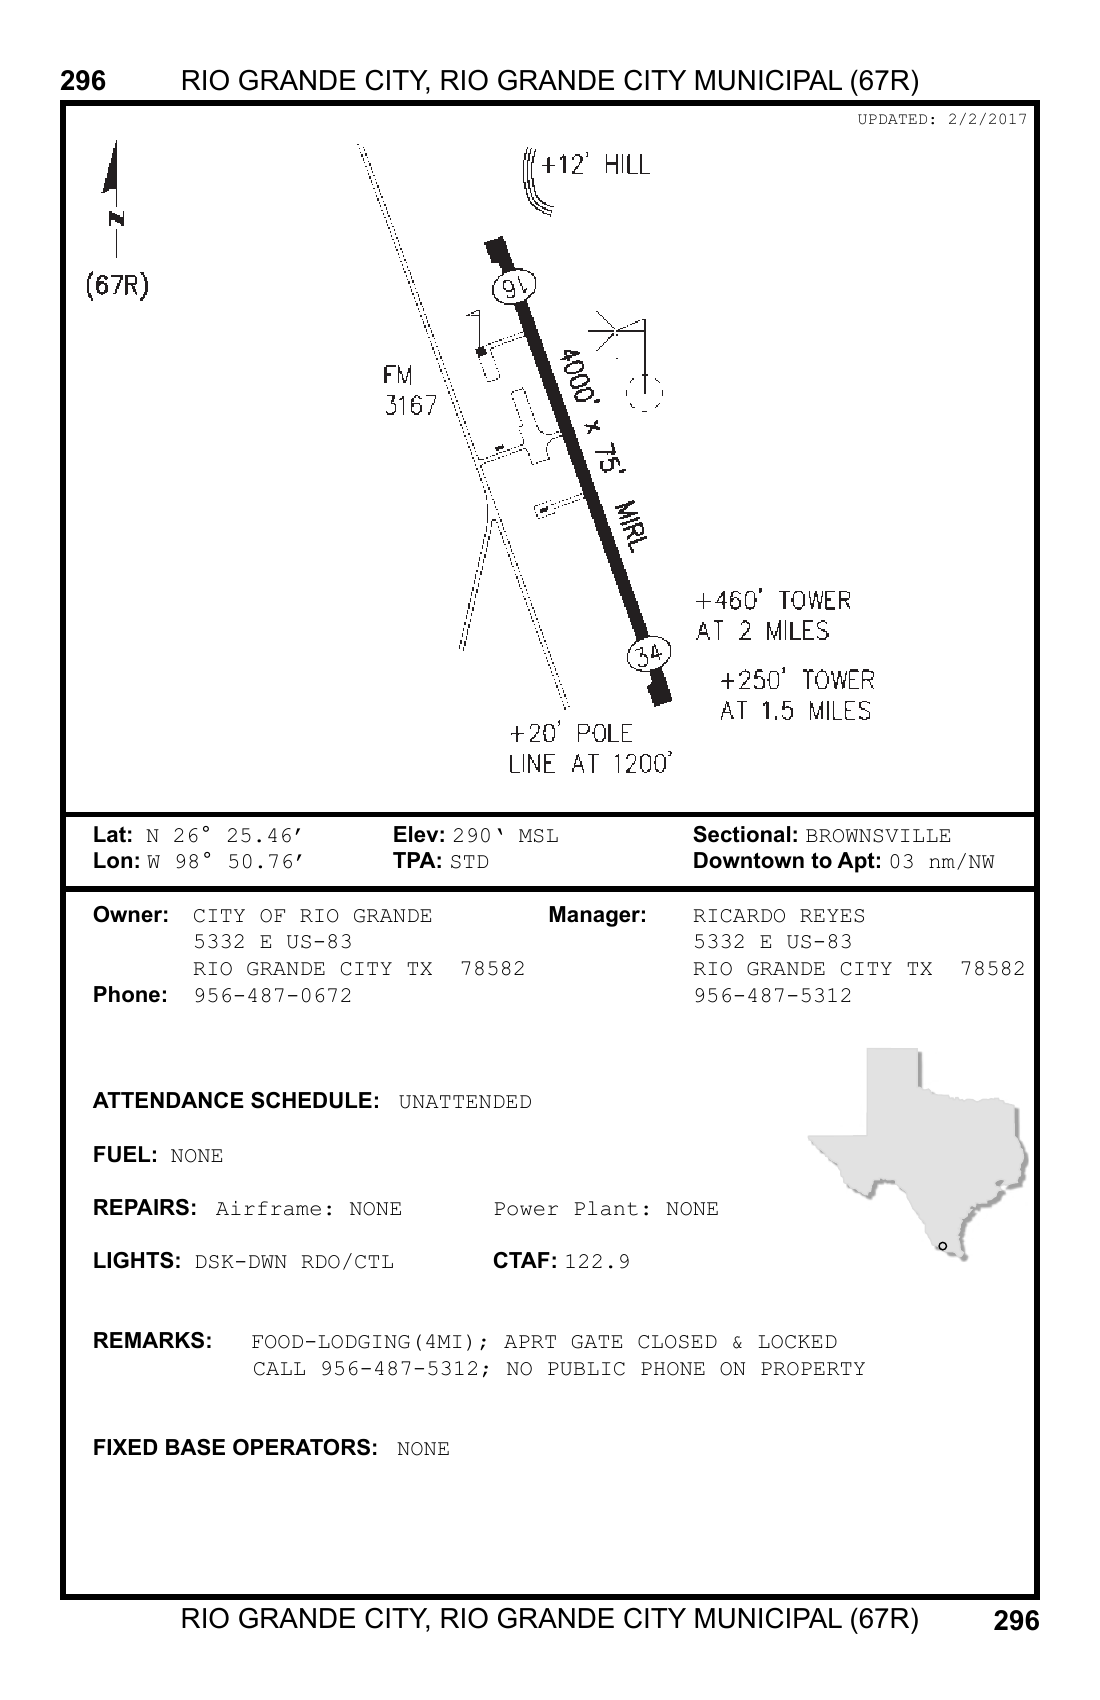 296 RIO GRANDE CITY, RIO GRANDE CITY MUNICIPAL (67R)
UPDATED: 2/2/2017
+12' HILL
N
(67R)
16
FM
3167
4000' x 75' MIRL
+460' TOWER
AT 2 MILES
34
+250' TOWER
AT 1.5 MILES
+20' POLE
LINE AT 1200'
Lat: N 26° 25.46’ Elev: 290‘ MSL Sectional: BROWNSVILLE
Lon: W 98° 50.76’ TPA: STD Downtown to Apt: 03 nm/NW
Owner: CITY OF RIO GRANDE Manager: RICARDO REYES
5332 E US-83 5332 E US-83
RIO GRANDE CITY TX 78582 RIO GRANDE CITY TX 78582
Phone: 956-487-0672 956-487-5312
ATTENDANCE SCHEDULE: UNATTENDED
FUEL: NONE
REPAIRS: Airframe: NONE Power Plant: NONE
LIGHTS: DSK-DWN RDO/CTL CTAF: 122.9
REMARKS: FOOD-LODGING(4MI); APRT GATE CLOSED & LOCKED
CALL 956-487-5312; NO PUBLIC PHONE ON PROPERTY
FIXED BASE OPERATORS: NONE
RIO GRANDE CITY, RIO GRANDE CITY MUNICIPAL (67R) 296